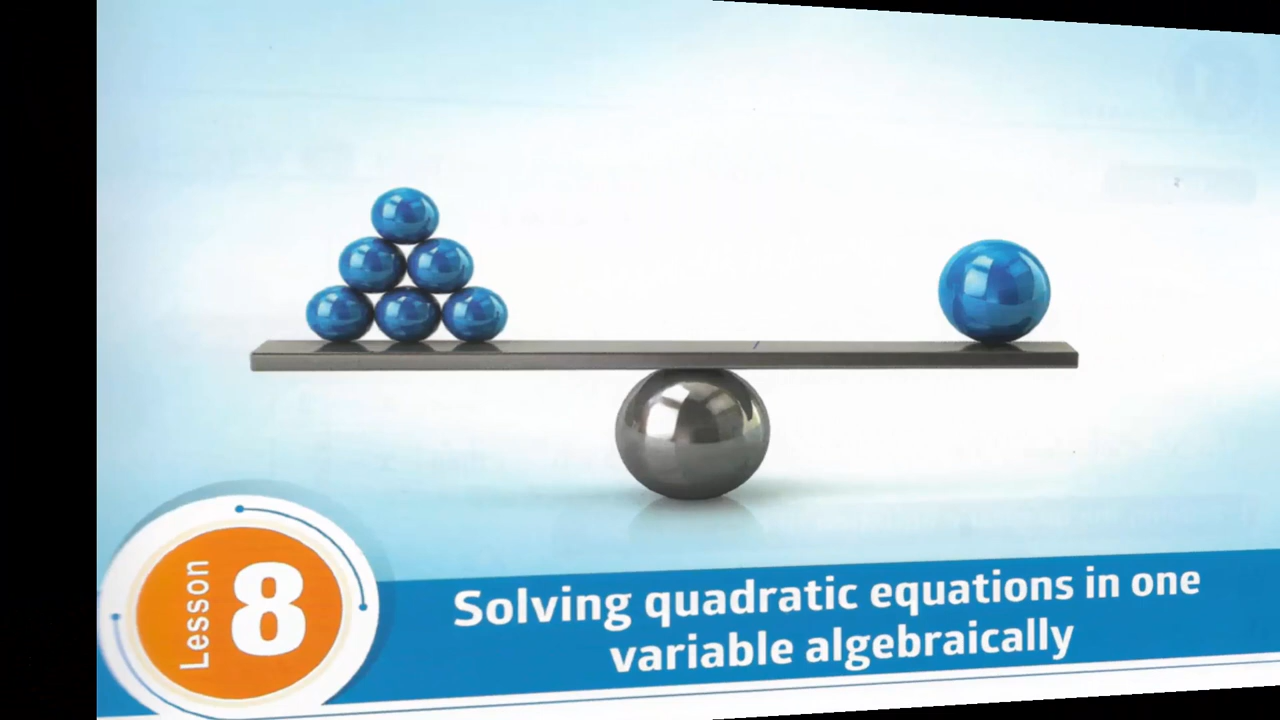 Lesson
8
Solving quadratic equations in one
variable algebraically